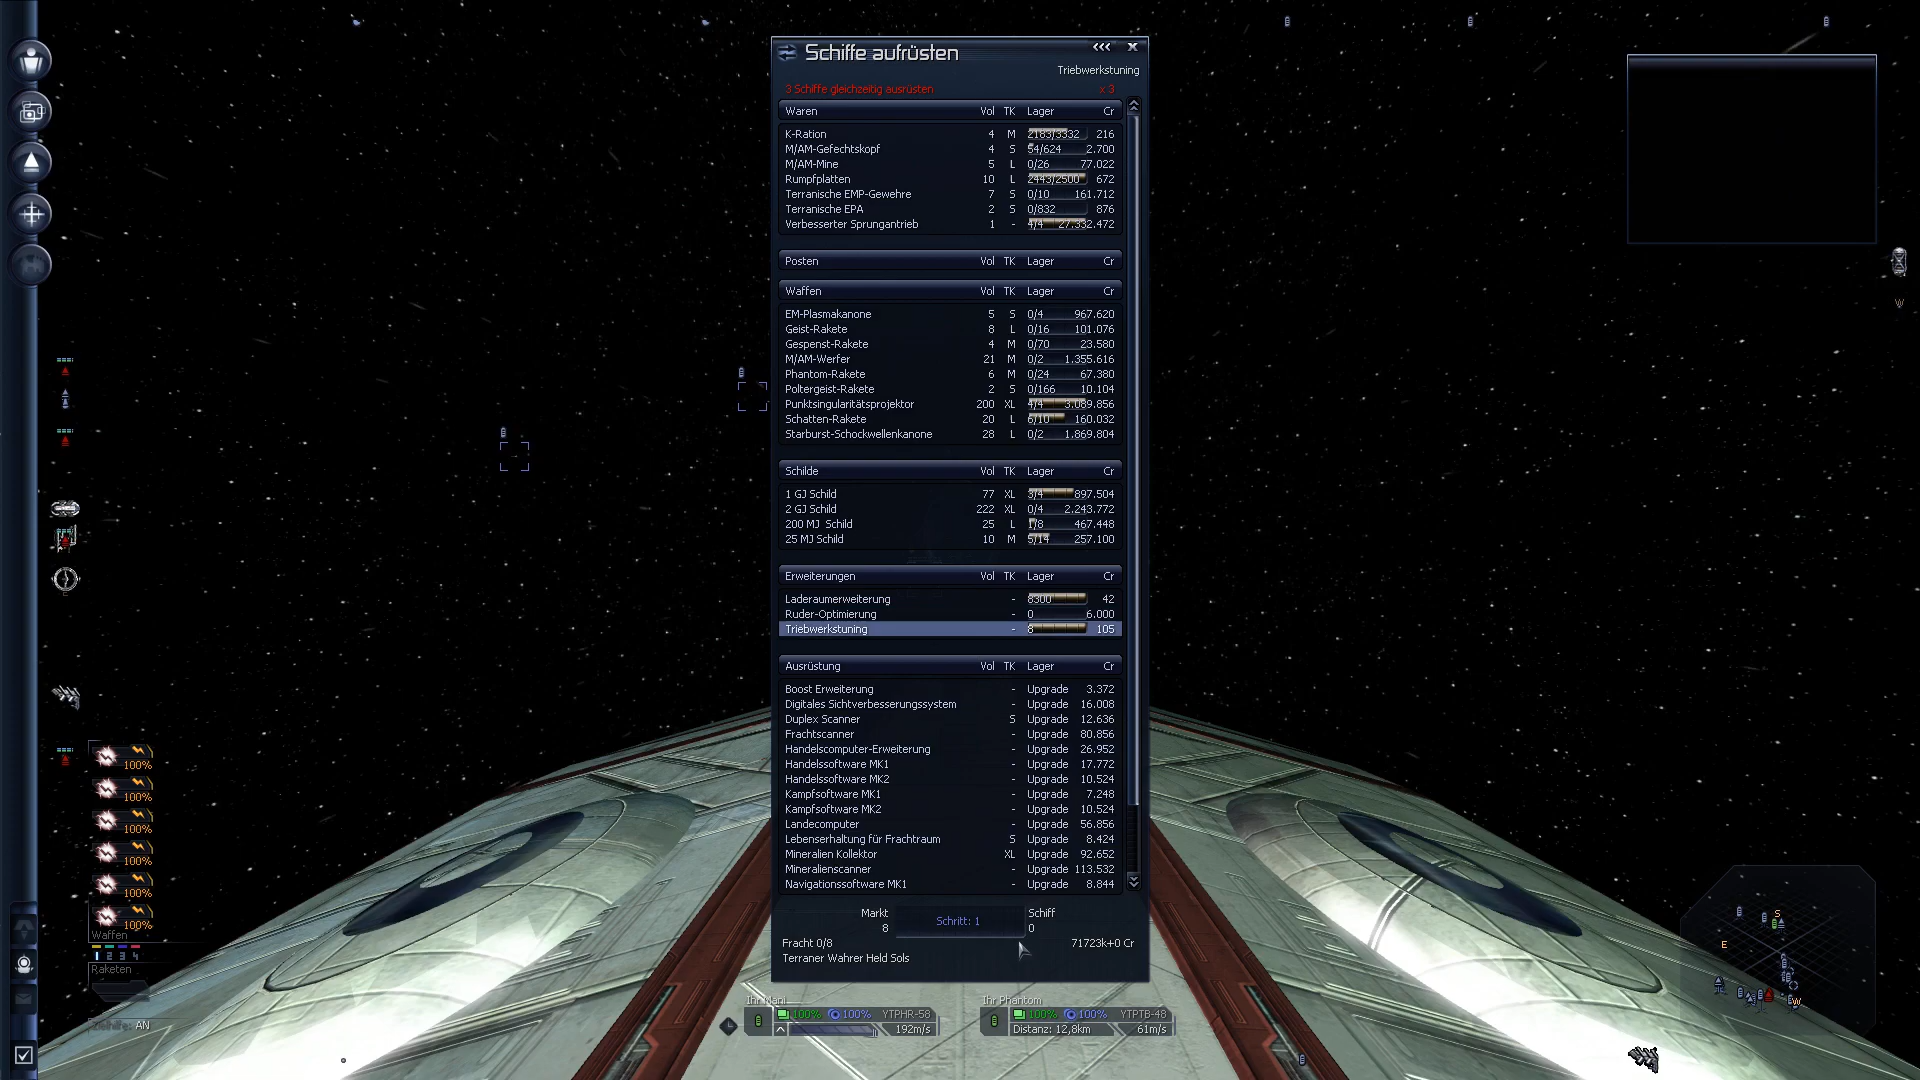 Schiffe aufrüsten
Triebwerkstuning
3 Schiffe gleichzeitig ausrüsten x 3
Waren Vol TK Lager Cr
K-Ration 4 M 2183/3332 216
M/AM-Gefechtskopf 4 S 54/624 2.700
M/AM-Mine 5 L 0/26 77.022
Rumpfplatten 10 L 2443/2500 672
Terranische EMP-Gewehre 7 S 0/10 161.712
Terranische EPA 2 S 0/832 876
Verbesserter Sprungantrieb 1 - 4/4 27.332.472
Posten Vol TK Lager Cr
Waffen Vol TK Lager Cr
EM-Plasmakanone 5 S 0/4 967.620
Geist-Rakete 8 L 0/16 101.076
Gespenst-Rakete 4 M 0/70 23.580
M/AM-Werfer 21 M 0/2 1.355.616
Phantom-Rakete 6 M 0/24 67.380
Poltergeist-Rakete 2 S 0/166 10.104
Punktsingularitätsprojektor 200 XL 4/4 3.089.856
Schatten-Rakete 20 L 6/10 160.032
Starburst-Schockwellenkanone 28 L 0/2 1.869.804
Schilde Vol TK Lager Cr
1 GJ Schild 77 XL 3/4 897.504
2 GJ Schild 222 XL 0/4 2.243.772
200 MJ Schild 25 L 1/8 467.448
25 MJ Schild 10 M 5/14 257.100
Erweiterungen Vol TK Lager Cr
Laderaumerweiterung - 8300 42
Ruder-Optimierung - 0 6.000
Triebwerkstuning - 8 105
Ausrüstung Vol TK Lager Cr
Boost Erweiterung - Upgrade 3.372
Digitales Sichtverbesserungssystem - Upgrade 16.008
Duplex Scanner S Upgrade 12.636
Frachtscanner - Upgrade 80.856
Handelscomputer-Erweiterung - Upgrade 26.952
Handelssoftware MK1 - Upgrade 17.772
Handelssoftware MK2 - Upgrade 10.524
Kampfsoftware MK1 - Upgrade 7.248
Kampfsoftware MK2 - Upgrade 10.524
Landecomputer - Upgrade 56.856
Lebenserhaltung für Frachtraum S Upgrade 8.424
Mineralien Kollektor XL Upgrade 92.652
Mineralienscanner - Upgrade 113.532
Navigationssoftware MK1 - Upgrade 8.844
Markt Schritt: 1 Schiff
8 0
Fracht 0/8 71723k+0 Cr
Terraner Wahrer Held Sols
100%
100%
100%
100%
100%
100%
Waffen
1 2 3 4
Raketen
AN
100% 100% YTPHR-58
192m/s
Ihr Phantom
100% 100% YTPTB-48
Distanz: 12,8km 61m/s
W
S
E
W